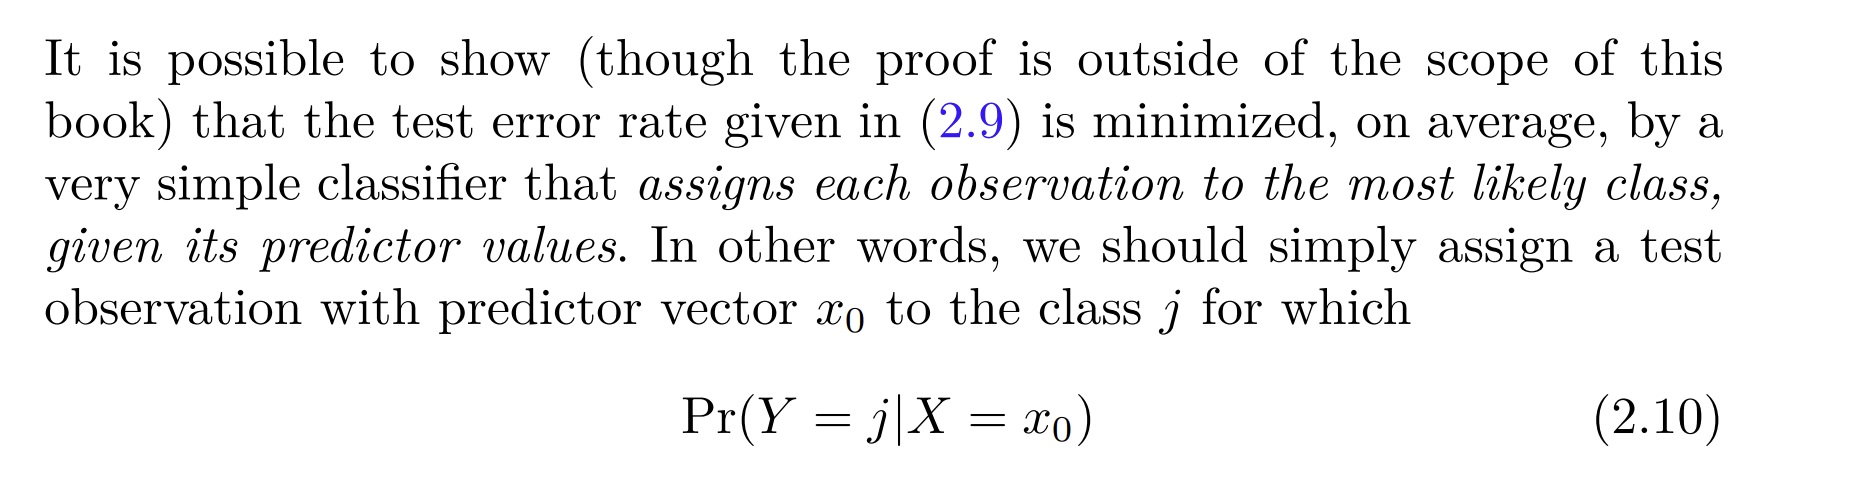 It is possible to show (though the proof is outside of the scope of this
book) that the test error rate given in (2.9) is minimized, on average, by a
very simple classifier that assigns each observation to the most likely class,
given its predictor values. In other words, we should simply assign a test
observation with predictor vector x₀ to the class j for which
Pr(Y = j|X = x₀) (2.10)